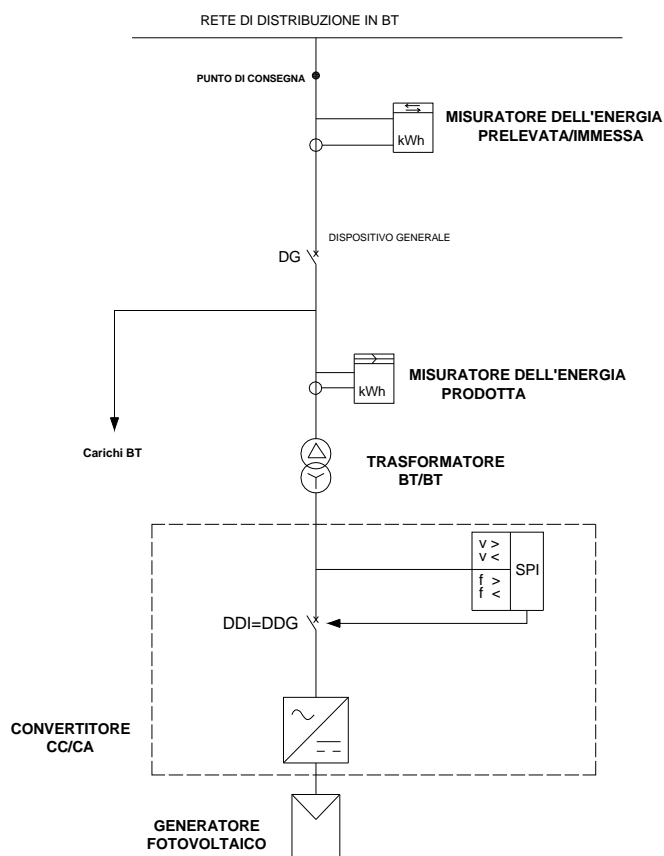 RETE DI DISTRIBUZIONE IN BT
PUNTO DI CONSEGNA
MISURATORE DELL'ENERGIA
PRELEVATA/IMMESSA
kWh
DISPOSITIVO GENERALE
DG
MISURATORE DELL'ENERGIA
PRODOTTA
kWh
Carichi BT
TRASFORMATORE
BT/BT
v >
v <
f >
f <
SPI
DDI=DDG
CONVERTITORE
CC/CA
GENERATORE
FOTOVOLTAICO